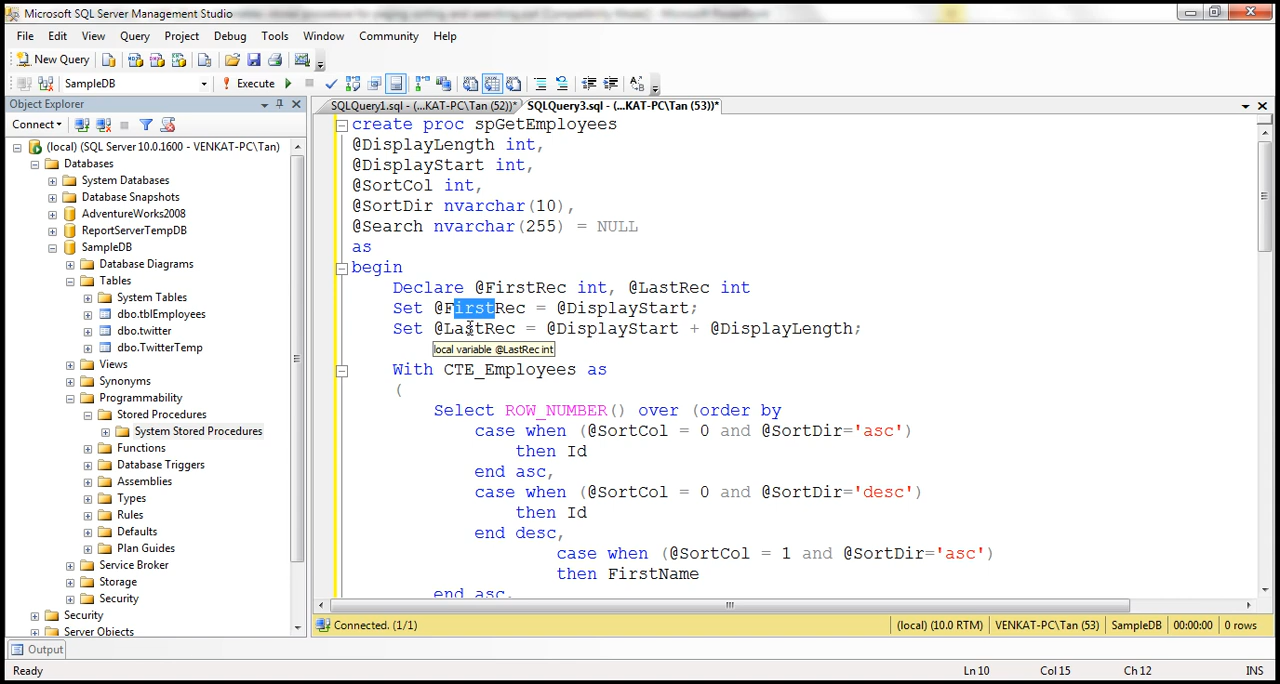 Microsoft SQL Server Management Studio
File Edit View Query Project Debug Tools Window Community Help
New Query
SampleDB Execute
Object Explorer
SQLQuery1.sql - (...KAT-PC\Tan (52))* SQLQuery3.sql - (...KAT-PC\Tan (53))*
Connect
(local) (SQL Server 10.0.1600 - VENKAT-PC\Tan)
Databases
System Databases
Database Snapshots
AdventureWorks2008
ReportServerTempDB
SampleDB
Database Diagrams
Tables
System Tables
dbo.tblEmployees
dbo.twitter
dbo.TwitterTemp
Views
Synonyms
Programmability
Stored Procedures
System Stored Procedures
Functions
Database Triggers
Assemblies
Types
Rules
Defaults
Plan Guides
Service Broker
Storage
Security
Security
Server Objects
create proc spGetEmployees
@DisplayLength int,
@DisplayStart int,
@SortCol int,
@SortDir nvarchar(10),
@Search nvarchar(255) = NULL
as
begin
Declare @FirstRec int, @LastRec int
Set @FirstRec = @DisplayStart;
Set @LastRec = @DisplayStart + @DisplayLength;
local variable @LastRec int
With CTE_Employees as
(
Select ROW_NUMBER() over (order by
case when (@SortCol = 0 and @SortDir='asc')
then Id
end asc,
case when (@SortCol = 0 and @SortDir='desc')
then Id
end desc,
case when (@SortCol = 1 and @SortDir='asc')
then FirstName
end asc,
Connected. (1/1) (local) (10.0 RTM) VENKAT-PC\Tan (53) SampleDB 00:00:00 0 rows
Output
Ready Ln 10 Col 15 Ch 12 INS